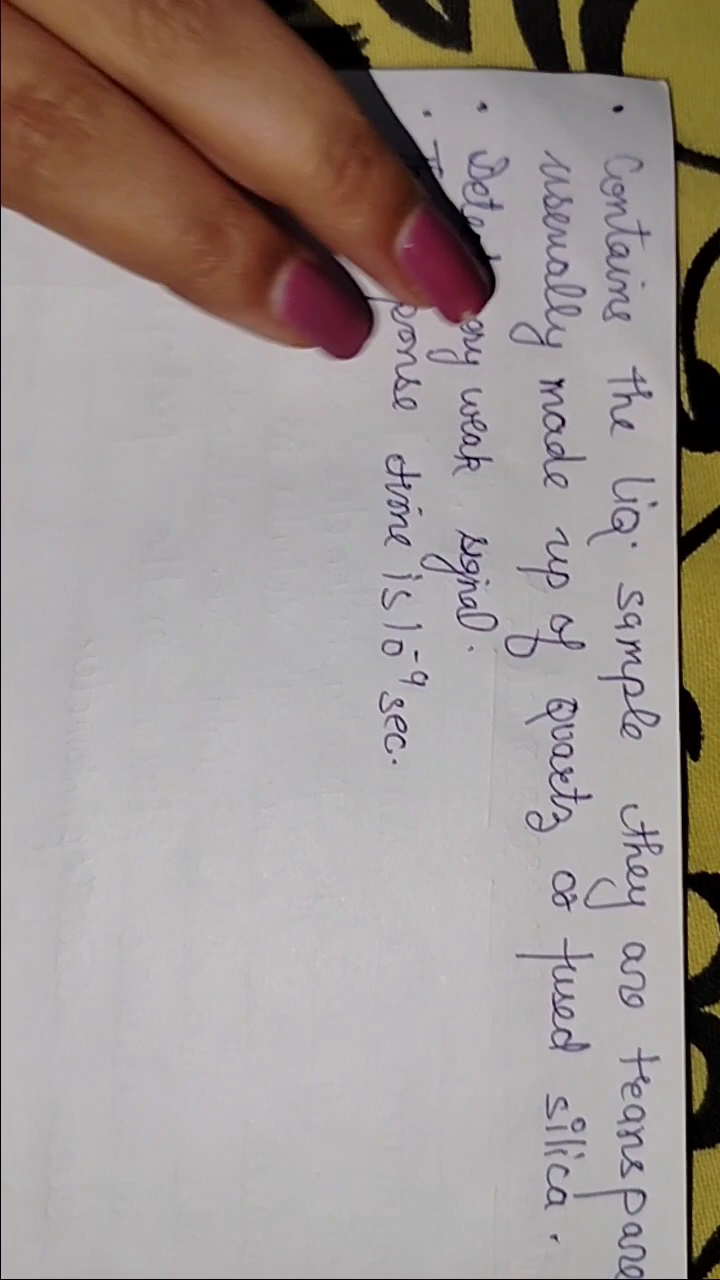 • Contains the liq. sample they are transpare
usually made up of quartz or fused silica.
• weak signal.
• time is 10⁻⁹ sec.